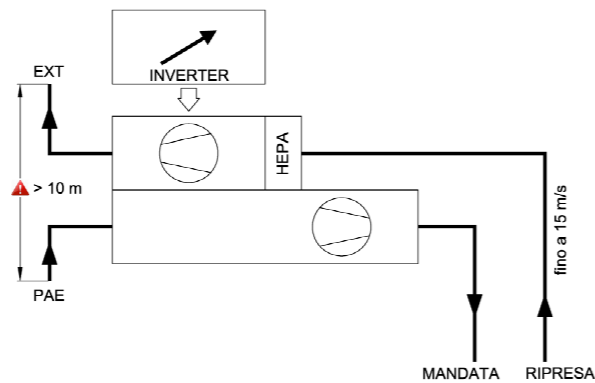 INVERTER
EXT
HEPA
> 10 m
fino a 15 m/s
PAE
MANDATA
RIPRESA